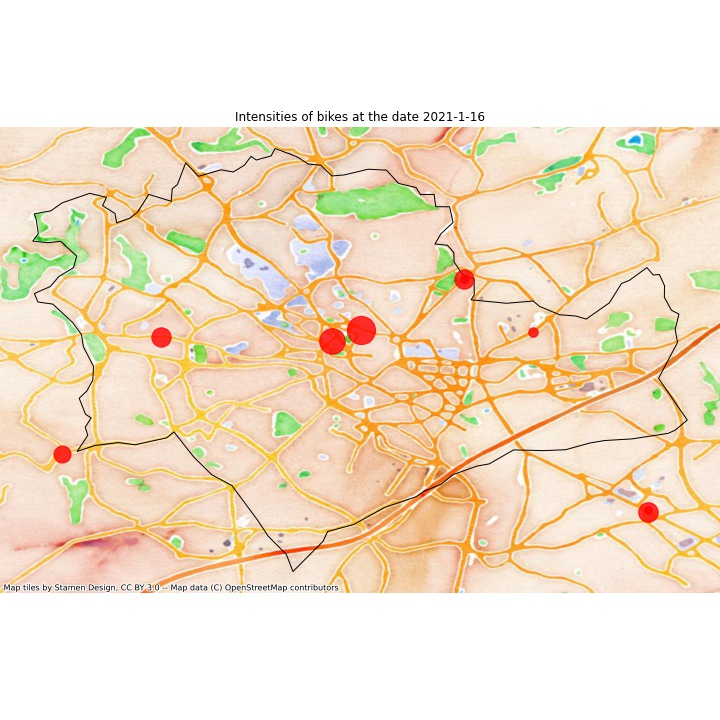 Intensities of bikes at the date 2021-1-16
Map tiles by Stamen Design, CC BY 3.0 -- Map data (C) OpenStreetMap contributors